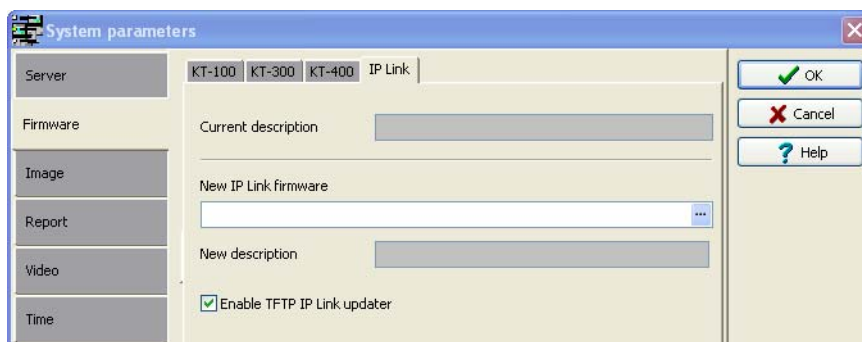 System parameters
Server
Firmware
Image
Report
Video
Time
KT-100 KT-300 KT-400 IP Link
Current description
New IP Link firmware
...
New description
Enable TFTP IP Link updater
OK
Cancel
? Help